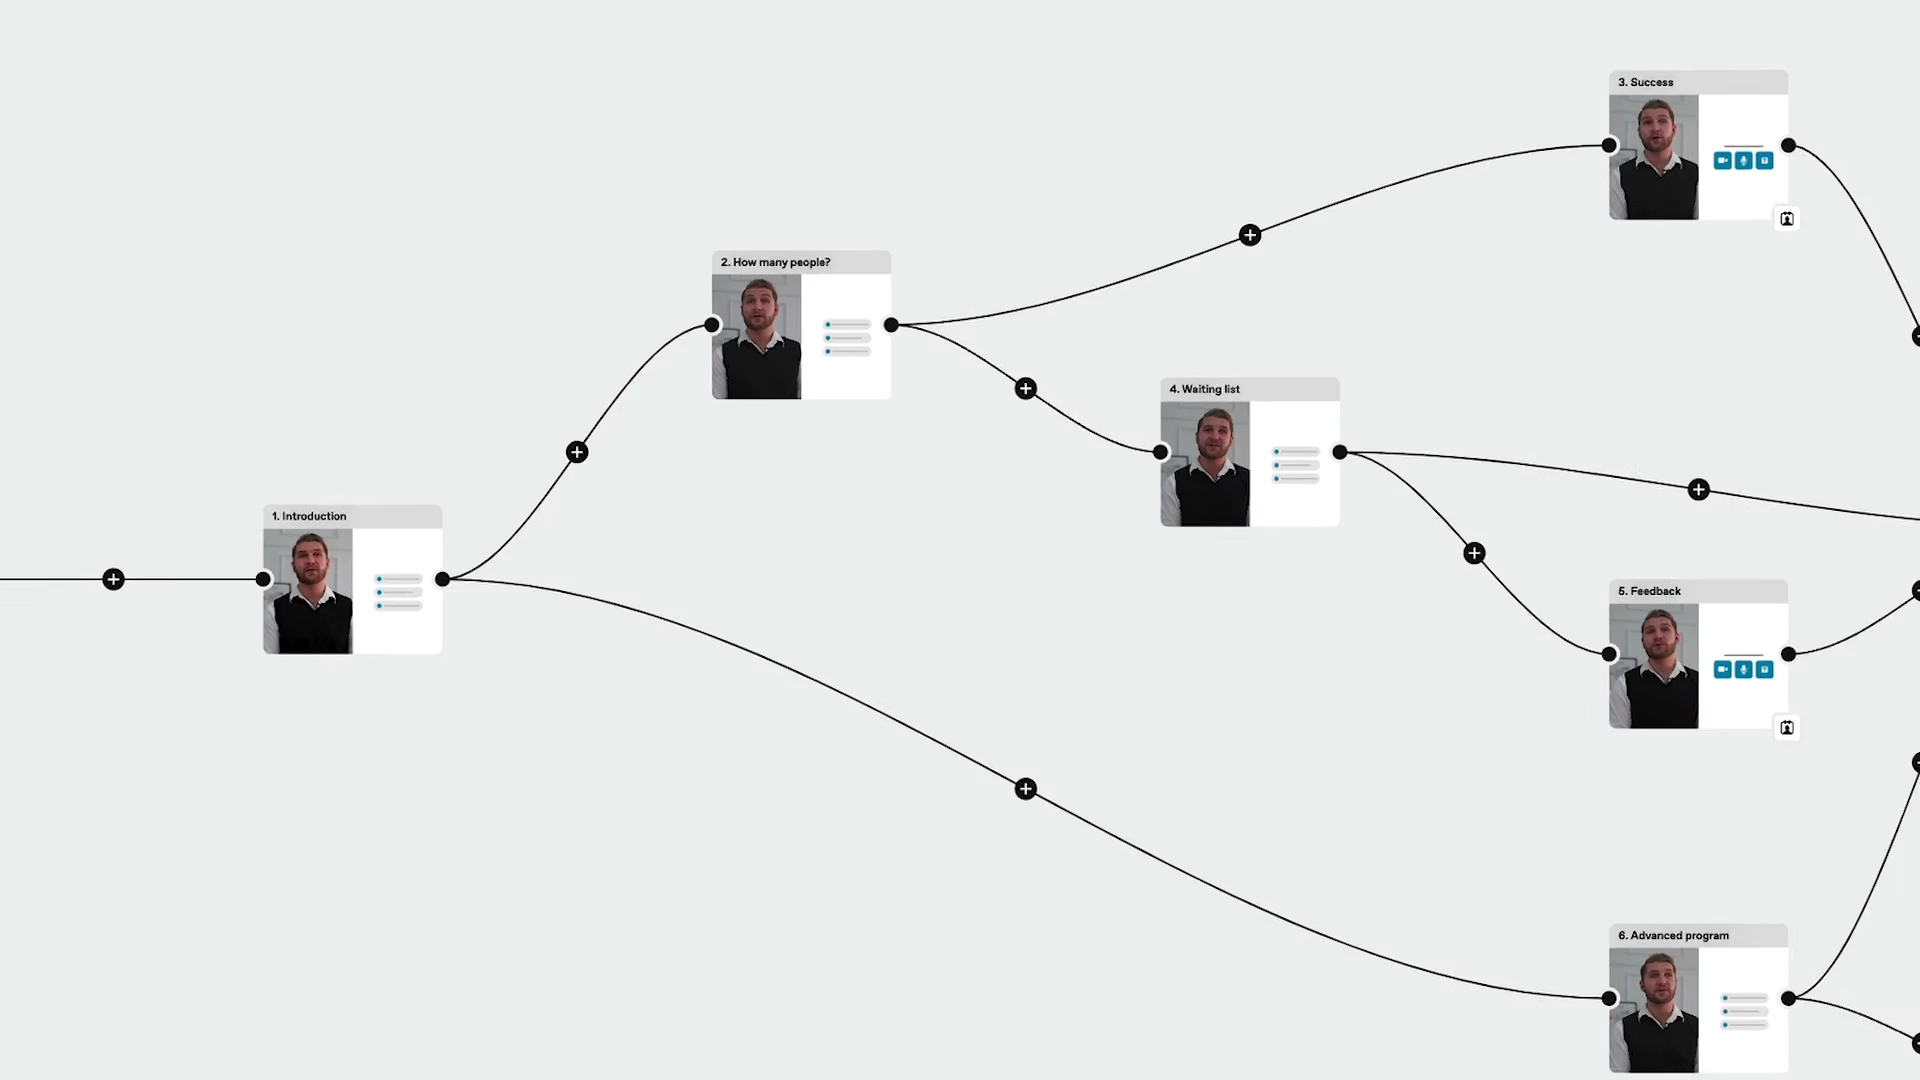 3. Success
2. How many people?
4. Waiting list
1. Introduction
5. Feedback
6. Advanced program